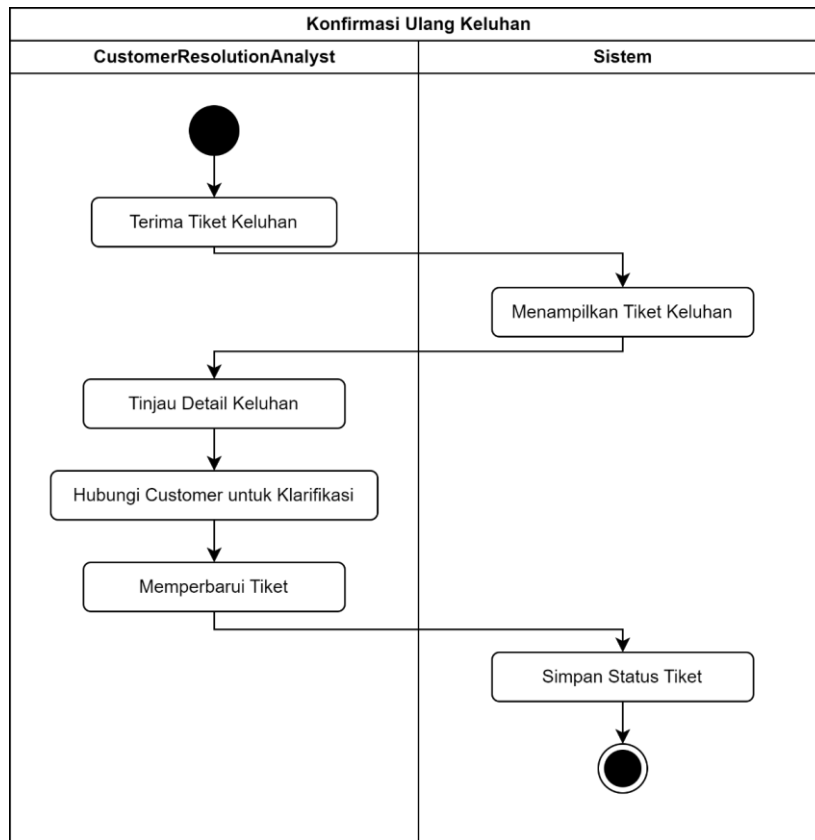 Konfirmasi Ulang Keluhan
CustomerResolutionAnalyst
Sistem
Terima Tiket Keluhan
Menampilkan Tiket Keluhan
Tinjau Detail Keluhan
Hubungi Customer untuk Klarifikasi
Memperbarui Tiket
Simpan Status Tiket